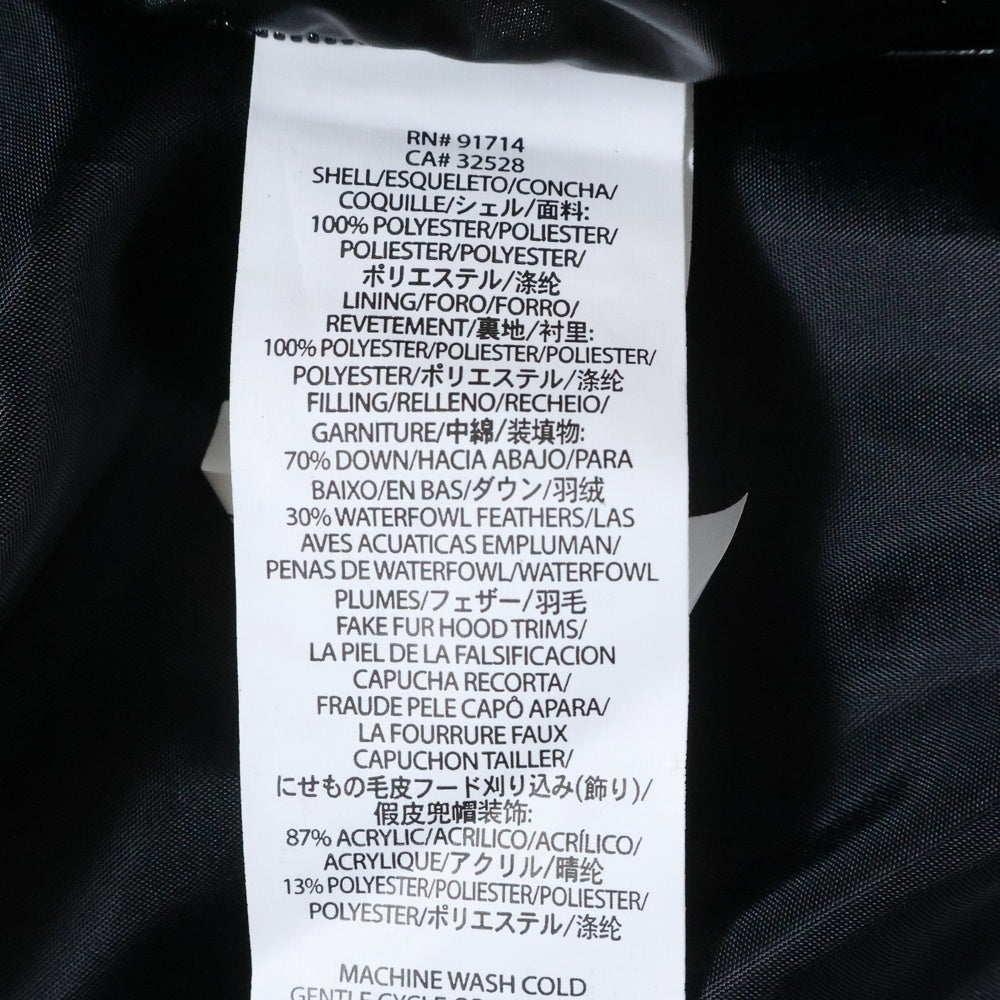 RN# 91714
CA# 32528
SHELL/ESQUELETO/CONCHA/
COQUILLE/シェル/面料:
100% POLYESTER/POLIESTER/
POLIESTER/POLYESTER/
ポリエステル/涤纶
LINING/FORO/FORRO/
REVETEMENT/裏地/衬里:
100% POLYESTER/POLIESTER/POLIESTER/
POLYESTER/ポリエステル/涤纶
FILLING/RELLENO/RECHEIO/
GARNITURE/中綿/装填物:
70% DOWN/HACIA ABAJO/PARA
BAIXO/EN BAS/ダウン/羽绒
30% WATERFOWL FEATHERS/LAS
AVES ACUATICAS EMPLUMAN/
PENAS DE WATERFOWL/WATERFOWL
PLUMES/フェザー/羽毛
FAKE FUR HOOD TRIMS/
LA PIEL DE LA FALSIFICACION
CAPUCHA RECORTA/
FRAUDE PELE CAPÔ APARA/
LA FOURRURE FAUX
CAPUCHON TAILLER/
にせもの毛皮フード刈り込み(飾り)/
假皮兜帽装饰:
87% ACRYLIC/ACRILICO/ACRÍLICO/
ACRYLIQUE/アクリル/晴纶
13% POLYESTER/POLIESTER/POLIESTER/
POLYESTER/ポリエステル/涤纶
MACHINE WASH COLD
GENTLE CYCLE